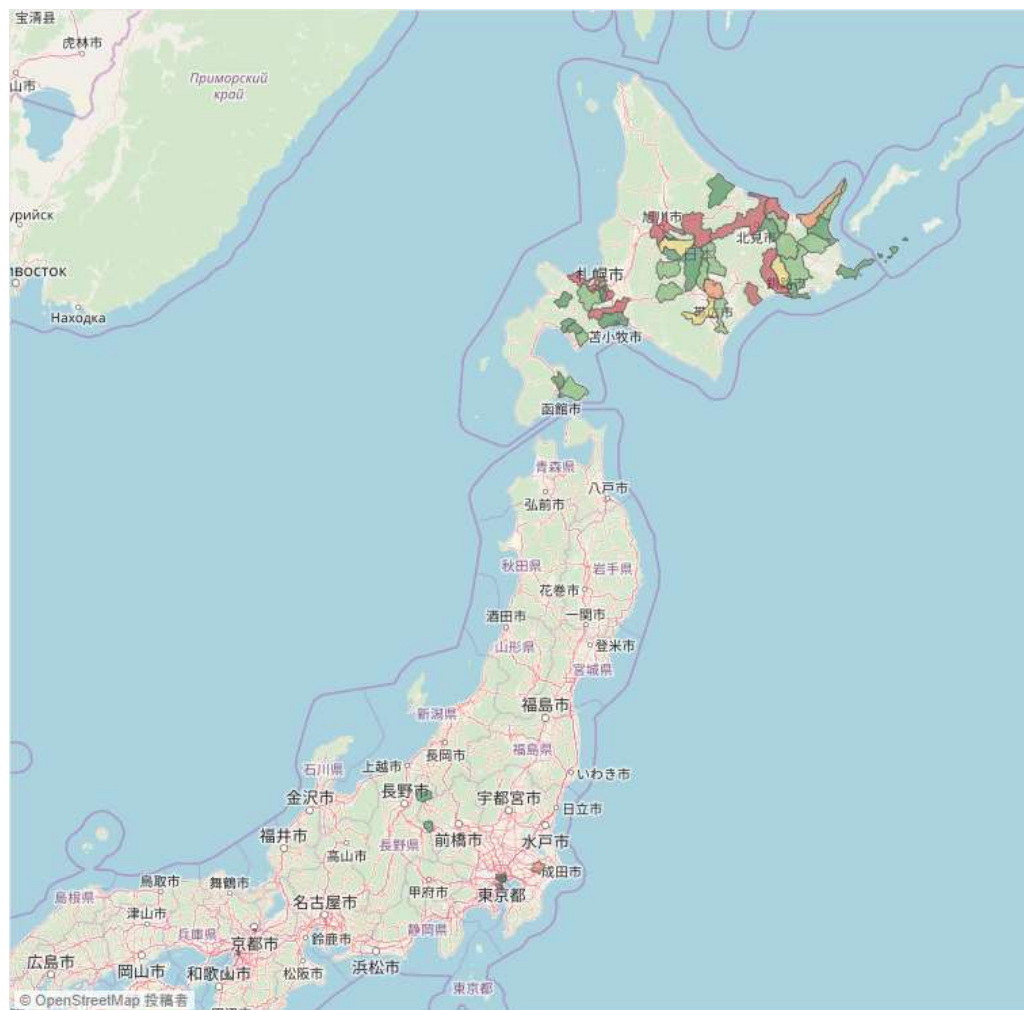 宝清県
虎林市
山市
Приморский
край
урийск
ивосток
Находка
旭川市
北見市
日本
札幌市
帯広市
苫小牧市
函館市
青森県
八戸市
弘前市
秋田県
岩手県
花巻市
酒田市
一関市
山形県
登米市
宮城県
福島市
新潟県
長岡市
福島県
石川県
上越市
いわき市
金沢市
長野市
宇都宮市
日立市
福井市
前橋市
水戸市
長野県
高山市
成田市
鳥取市
舞鶴市
甲府市
東京都
島根県
名古屋市
津山市
兵庫県
京都市
鈴鹿市
静岡県
広島市
岡山市
和歌山市
松阪市
浜松市
東京都
© OpenStreetMap 投稿者